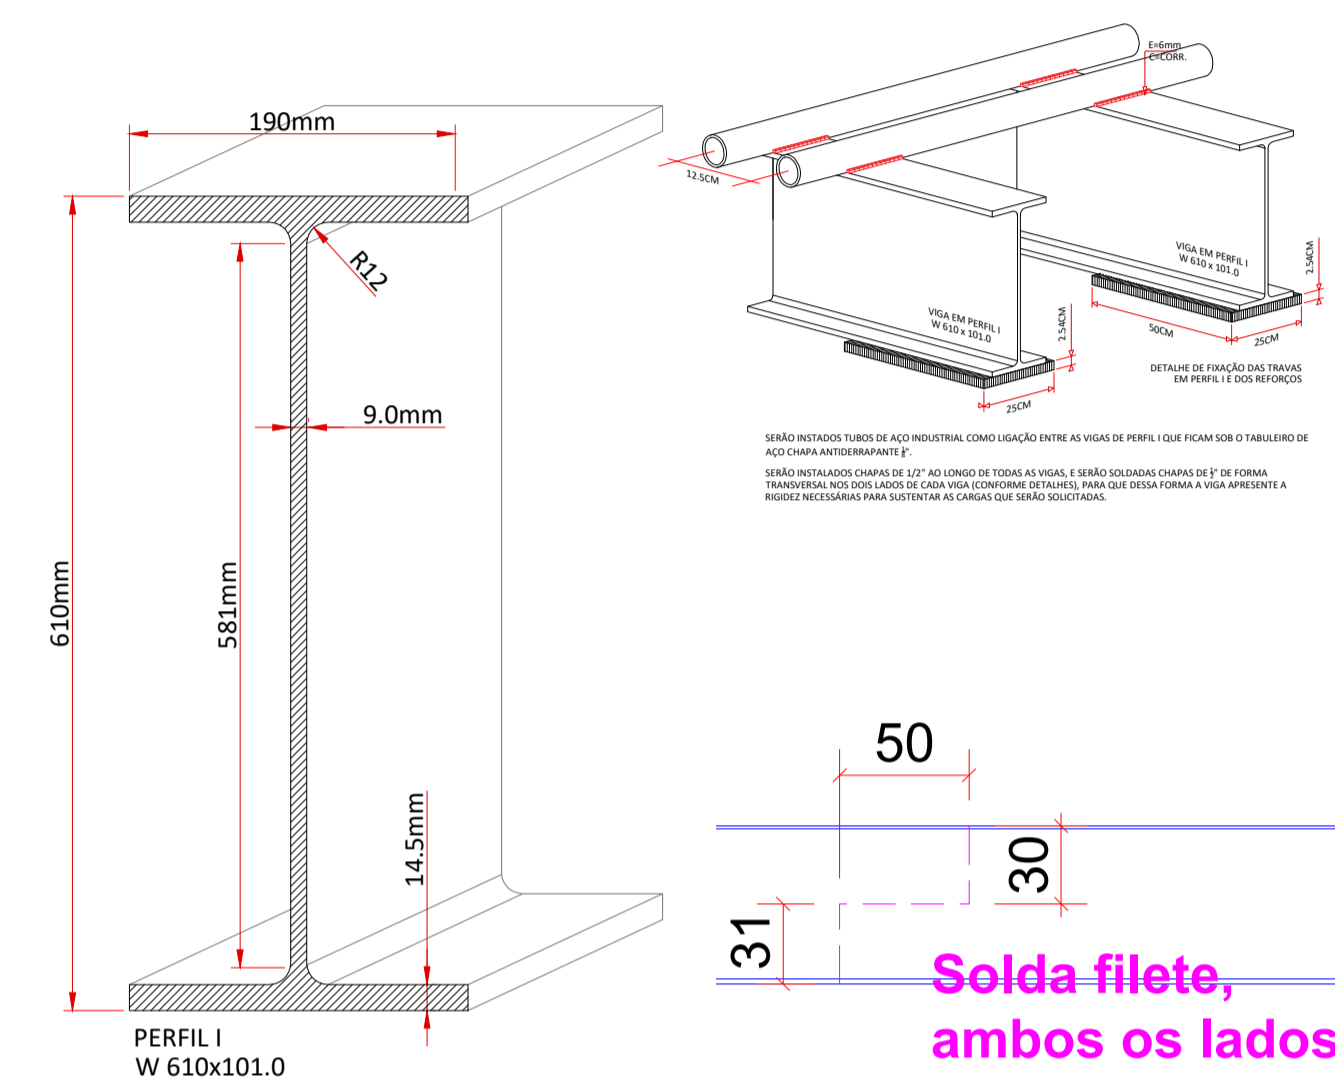 190mm
R12
9.0mm
610mm
581mm
14.5mm
PERFIL I
W 610x101.0
E=6mm
C=CORR.
12.5CM
VIGA EM PERFIL I
W 610 x 101.0
2.54CM
25CM
VIGA EM PERFIL I
W 610 x 101.0
2.54CM
50CM
25CM
DETALHE DE FIXAÇÃO DAS TRAVAS
EM PERFIL I E DOS REFORÇOS
SERÃO INSTADOS TUBOS DE AÇO INDUSTRIAL COMO LIGAÇÃO ENTRE AS VIGAS DE PERFIL I QUE FICAM SOB O TABULEIRO DE
AÇO CHAPA ANTIDERRAPANTE
SERÃO INSTALADOS CHAPAS DE 1/2" AO LONGO DE TODAS AS VIGAS, E SERÃO SOLDADAS CHAPAS DE ½" DE FORMA
TRANSVERSAL NOS DOIS LADOS DE CADA VIGA (CONFORME DETALHES), PARA QUE DESSA FORMA A VIGA APRESENTE A
RIGIDEZ NECESSÁRIAS PARA SUSTENTAR AS CARGAS QUE SERÃO SOLICITADAS.
50
30
31
Solda filete,
ambos os lados